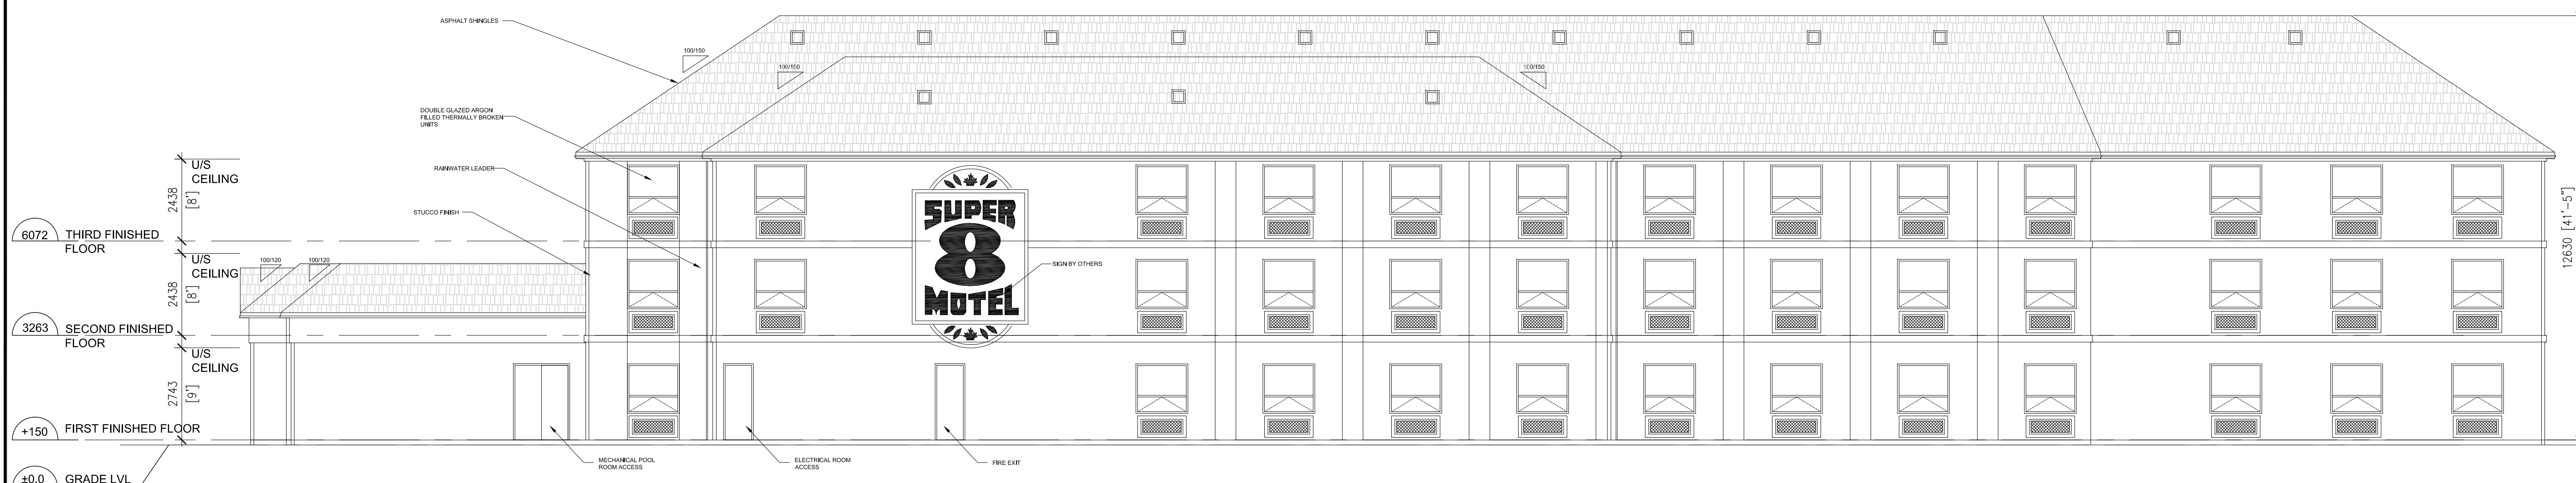 ASPHALT SHINGLES
100/150
100/150
100/150
DOUBLE GLAZED ARGON
FILLED THERMALLY BROKEN
UNITS
RAINWATER LEADER
STUCCO FINISH
U/S
CEILING
2438
[8']
6072
THIRD FINISHED
FLOOR
U/S
CEILING
100/120
100/120
2438
[8']
3263
SECOND FINISHED
FLOOR
U/S
CEILING
2743
[9']
+150
FIRST FINISHED FLOOR
±0.0
GRADE LVL
SUPER
8
MOTEL
SIGN BY OTHERS
MECHANICAL POOL
ROOM ACCESS
ELECTRICAL ROOM
ACCESS
FIRE EXIT
12630 [41'-5"]